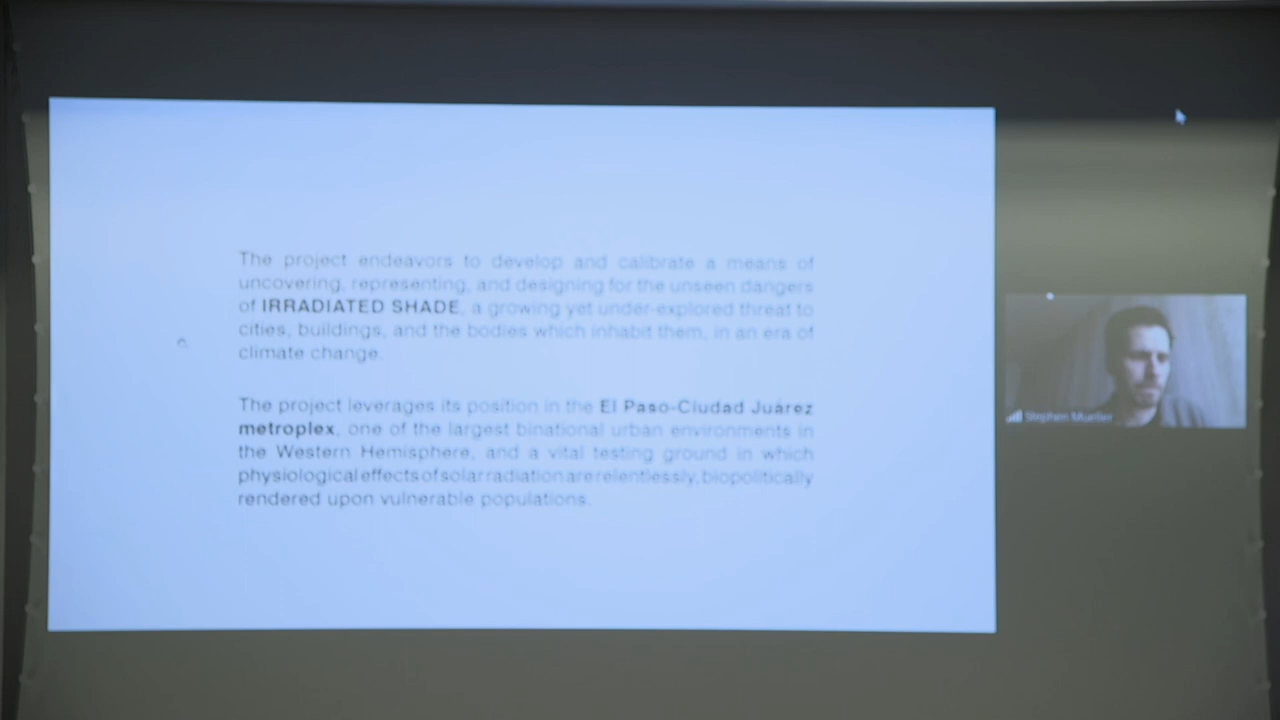 The project endeavors to develop and calibrate a means of
uncovering, representing, and designing for the unseen dangers
of IRRADIATED SHADE, a growing yet under-explored threat to
cities, buildings, and the bodies which inhabit them, in an era of
climate change.
The project leverages its position in the El Paso-Ciudad Juárez
metroplex, one of the largest binational urban environments in
the Western Hemisphere, and a vital testing ground in which
physiological effects of solar radiation are relentlessly, biopolitically
rendered upon vulnerable populations.
Stephen Mueller